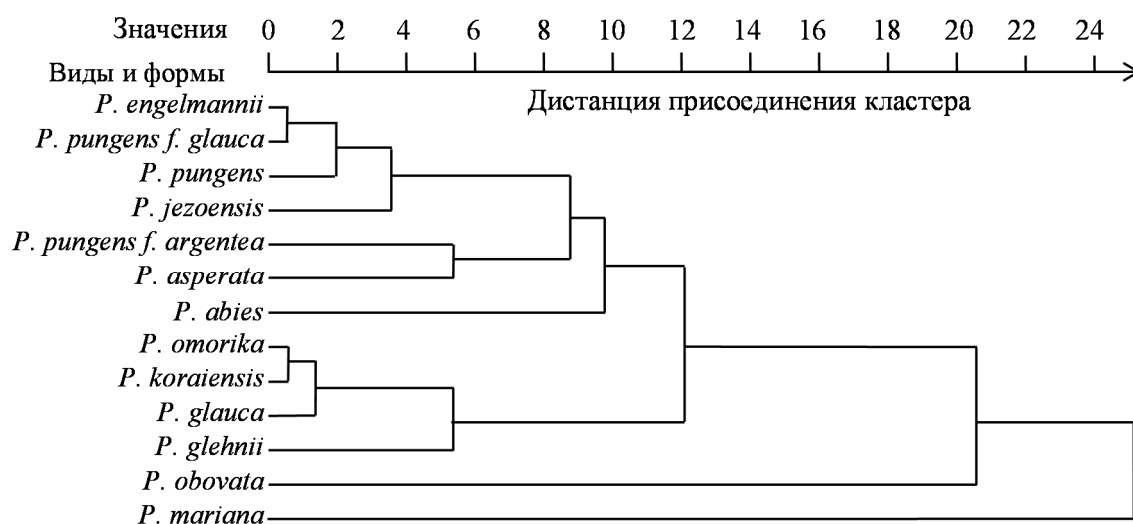 Значения 0 2 4 6 8 10 12 14 16 18 20 22 24
Виды и формы
Дистанция присоединения кластера
P. engelmannii
P. pungens f. glauca
P. pungens
P. jezoensis
P. pungens f. argentea
P. asperata
P. abies
P. omorika
P. koraiensis
P. glauca
P. glehnii
P. obovata
P. mariana